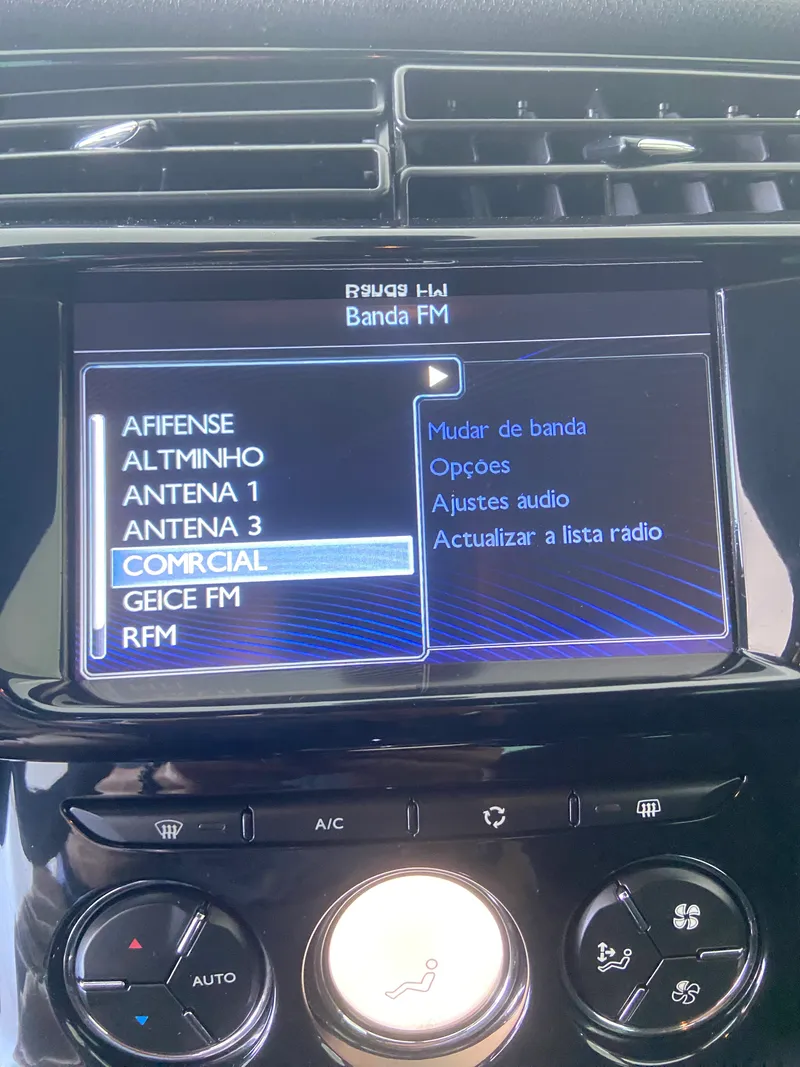 Banda FM
AFIFENSE
ALTMINHO
ANTENA 1
ANTENA 3
COMRCIAL
GEICE FM
RFM
Mudar de banda
Opções
Ajustes áudio
Actualizar a lista rádio
A/C
AUTO